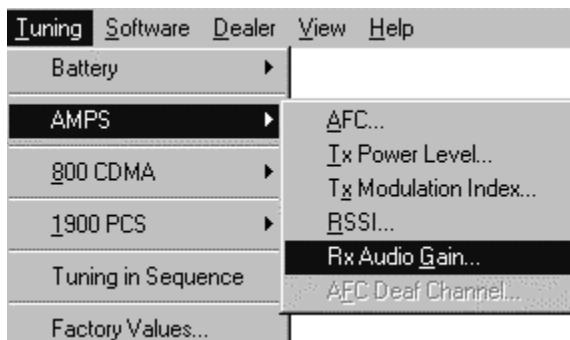 Tuning Software Dealer View Help
Battery
AMPS
800 CDMA
1900 PCS
Tuning in Sequence
Factory Values...
AFC...
Tx Power Level...
Tx Modulation Index...
RSSI...
Rx Audio Gain...
AFC Deaf Channel...